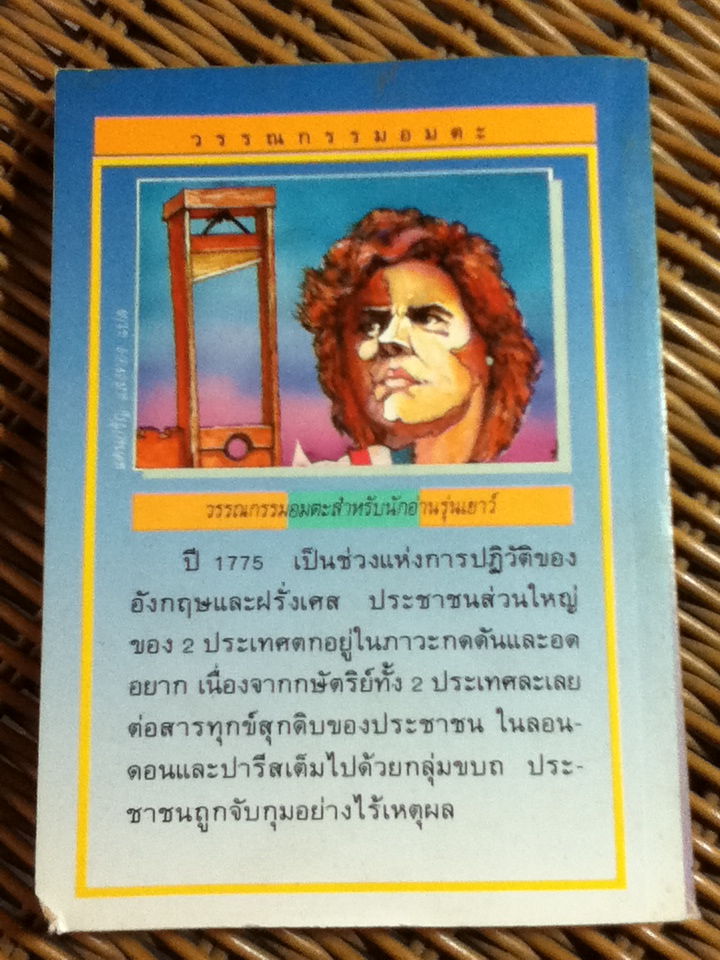 วรรณกรรมอมตะ
แปล
วรรณกรรมอมตะสำหรับนักอ่านรุ่นเยาว์
ปี 1775 เป็นช่วงแห่งการปฏิวัติของ
อังกฤษและฝรั่งเศส ประชาชนส่วนใหญ่
ของ 2 ประเทศตกอยู่ในภาวะกดดันและอด
อยาก เนื่องจากกษัตริย์ทั้ง 2 ประเทศละเลย
ต่อสารทุกข์สุกดิบของประชาชน ในลอน-
ดอนและปารีสเต็มไปด้วยกลุ่มขบถ ประ-
ชาชนถูกจับกุมอย่างไร้เหตุผล